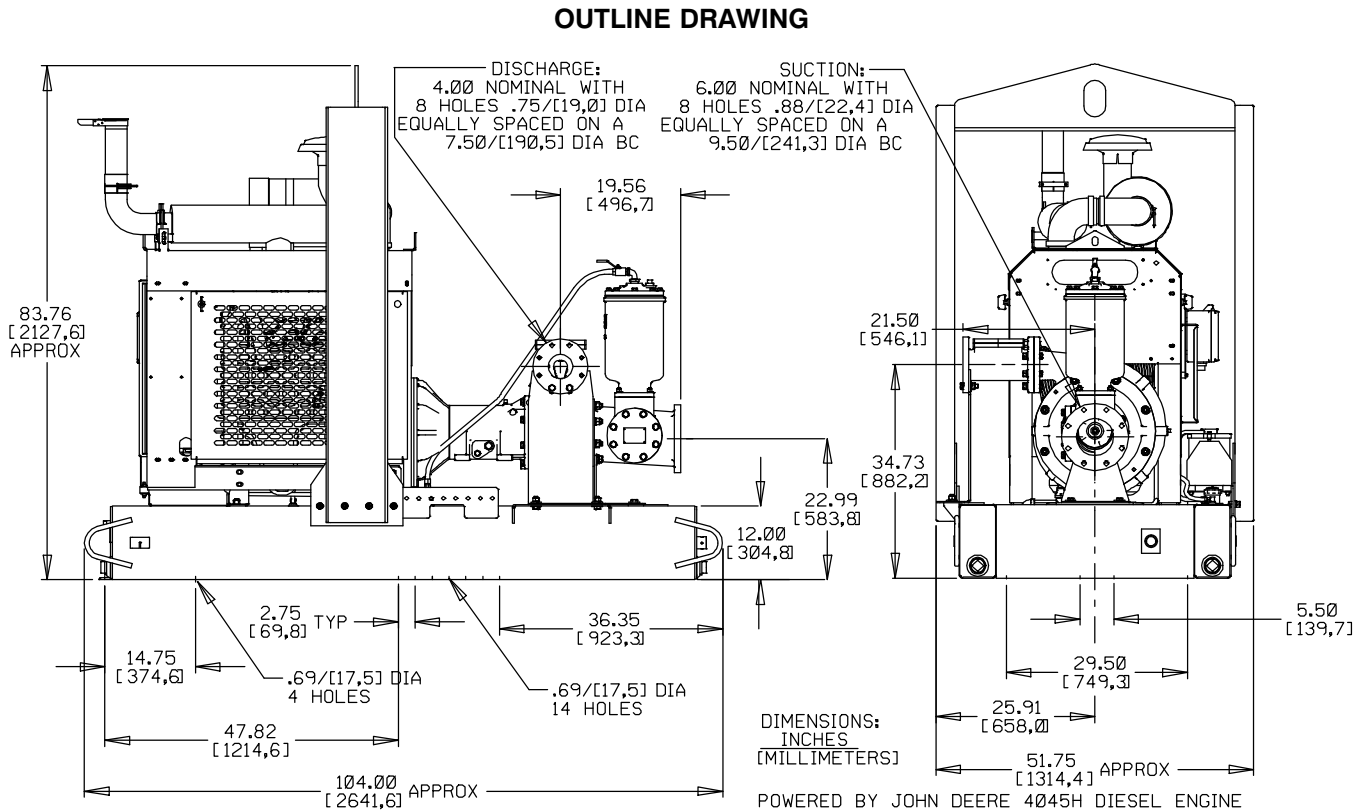 OUTLINE DRAWING
DISCHARGE:
4.00 NOMINAL WITH
8 HOLES .75/[19,0] DIA
EQUALLY SPACED ON A
7.50/[190,5] DIA BC
SUCTION:
6.00 NOMINAL WITH
8 HOLES .88/[22,4] DIA
EQUALLY SPACED ON A
9.50/[241,3] DIA BC
19.56
[496,7]
83.76
[2127,6]
APPROX
21.50
[546,1]
34.73
[882,2]
22.99
[583,8]
12.00
[304,8]
2.75
[69,8]
TYP
36.35
[923,3]
5.50
[139,7]
14.75
[374,6]
.69/[17,5] DIA
4 HOLES
.69/[17,5] DIA
14 HOLES
29.50
[749,3]
47.82
[1214,6]
25.91
[658,0]
DIMENSIONS:
INCHES
[MILLIMETERS]
104.00
[2641,6]
APPROX
51.75
[1314,4]
APPROX
POWERED BY JOHN DEERE 4045H DIESEL ENGINE